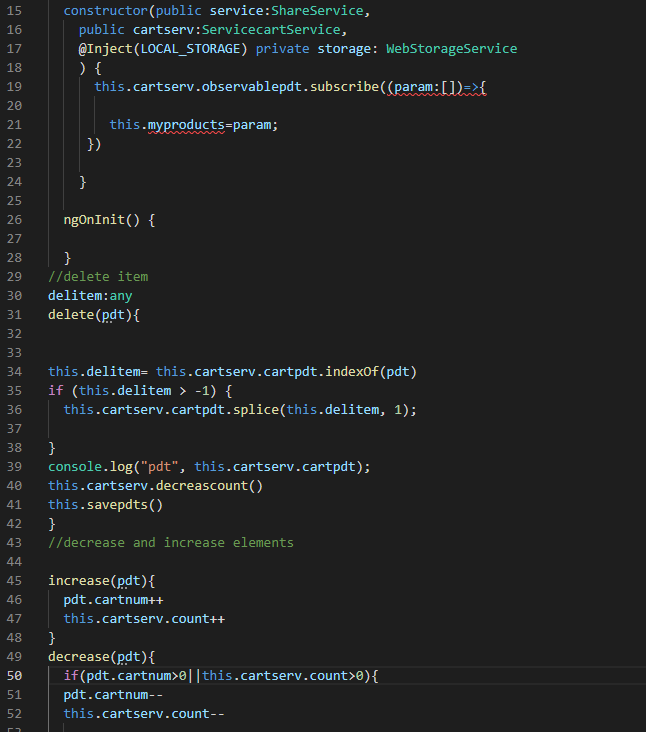 15 constructor(public service:ShareService,
16 public cartserv:ServicecartService,
17 @Inject(LOCAL_STORAGE) private storage: WebStorageService
18 ) {
19 this.cartserv.observablepdt.subscribe((param:[])=>{
20
21 this.myproducts=param;
22 })
23
24 }
25
26 ngOnInit() {
27
28 }
29 //delete item
30 delitem:any
31 delete(pdt){
32
33
34 this.delitem= this.cartserv.cartpdt.indexOf(pdt)
35 if (this.delitem > -1) {
36 this.cartserv.cartpdt.splice(this.delitem, 1);
37
38 }
39 console.log("pdt", this.cartserv.cartpdt);
40 this.cartserv.decreascount()
41 this.savepdts()
42 }
43 //decrease and increase elements
44
45 increase(pdt){
46 pdt.cartnum++
47 this.cartserv.count++
48 }
49 decrease(pdt){
50 if(pdt.cartnum>0||this.cartserv.count>0){
51 pdt.cartnum--
52 this.cartserv.count--